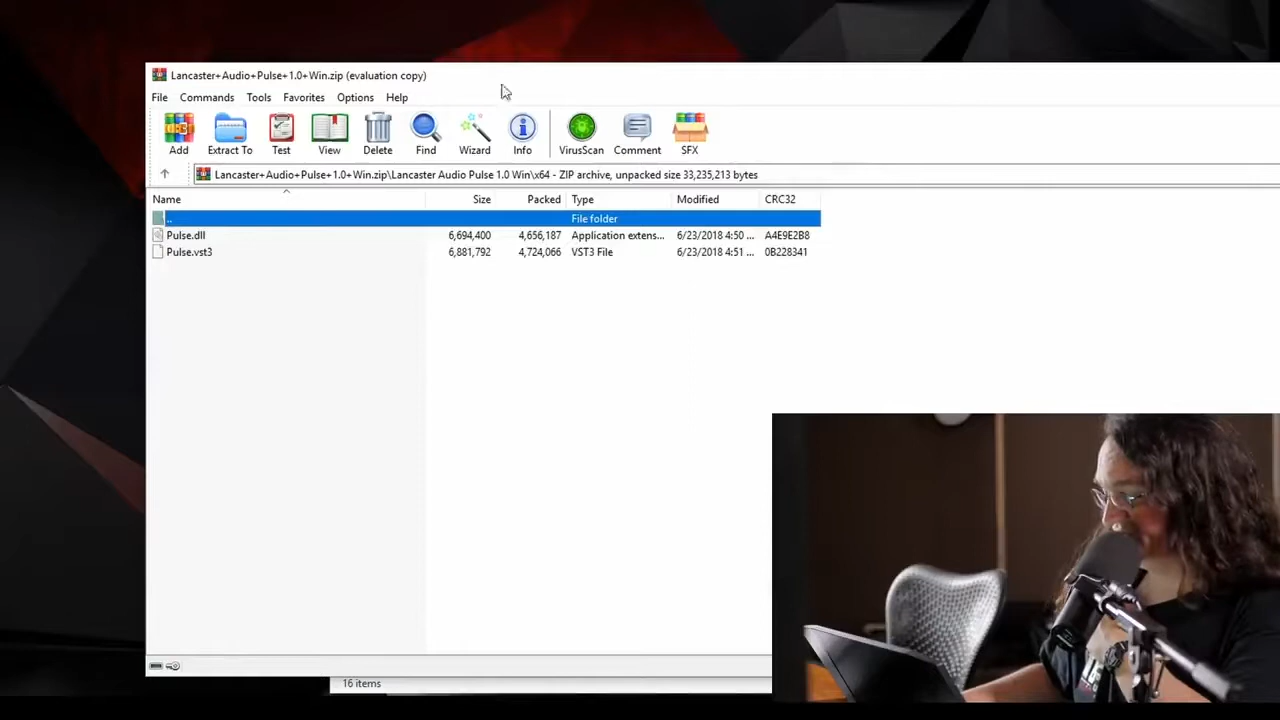 Lancaster+Audio+Pulse+1.0+Win.zip (evaluation copy)
File Commands Tools Favorites Options Help
Add Extract To Test View Delete Find Wizard Info VirusScan Comment SFX
Lancaster+Audio+Pulse+1.0+Win.zip\Lancaster Audio Pulse 1.0 Win\x64 - ZIP archive, unpacked size 33,235,213 bytes
Name Size Packed Type Modified CRC32
.. File folder
Pulse.dll 6,694,400 4,656,187 Application extens... 6/23/2018 4:50 ... A4E9E2B8
Pulse.vst3 6,881,792 4,724,066 VST3 File 6/23/2018 4:51 ... 0B228341
16 items